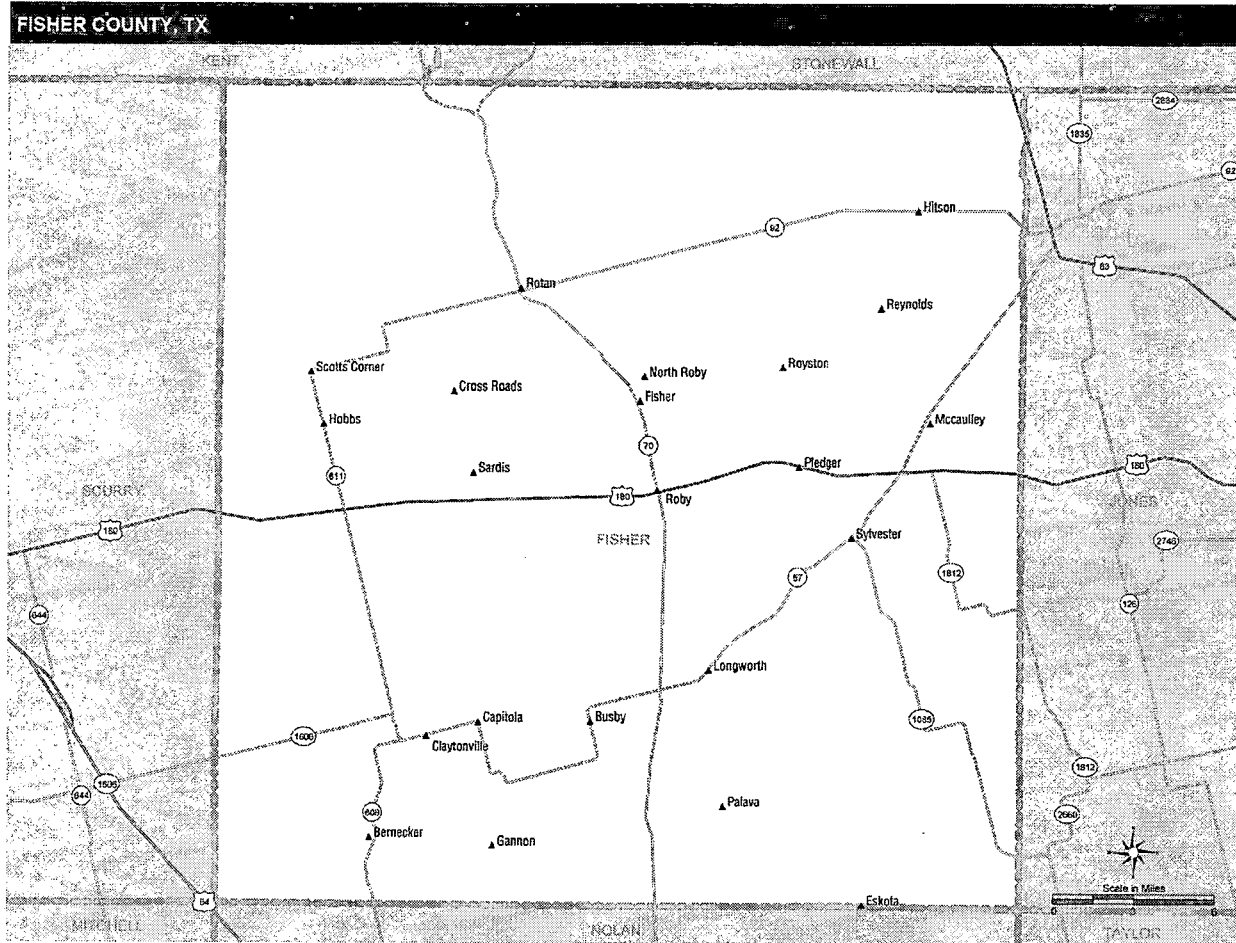 FISHER COUNTY, TX
KENT
STONEWALL
2834
1835
92
Hitson
92
83
Rotan
Reynolds
Scotts Corner
North Roby
Royston
Cross Roads
Fisher
Hobbs
Mccaulley
70
Pledger
180
Sardis
611
SCURRY
180
Roby
JONES
180
FISHER
Sylvester
2746
57
1812
644
126
Longworth
Capitola
Busby
1085
1606
Claytonville
1812
1606
644
Palava
608
2660
Bernecker
Gannon
Scale in Miles
84
Eskota
0
6
MITCHELL
NOLAN
TAYLOR